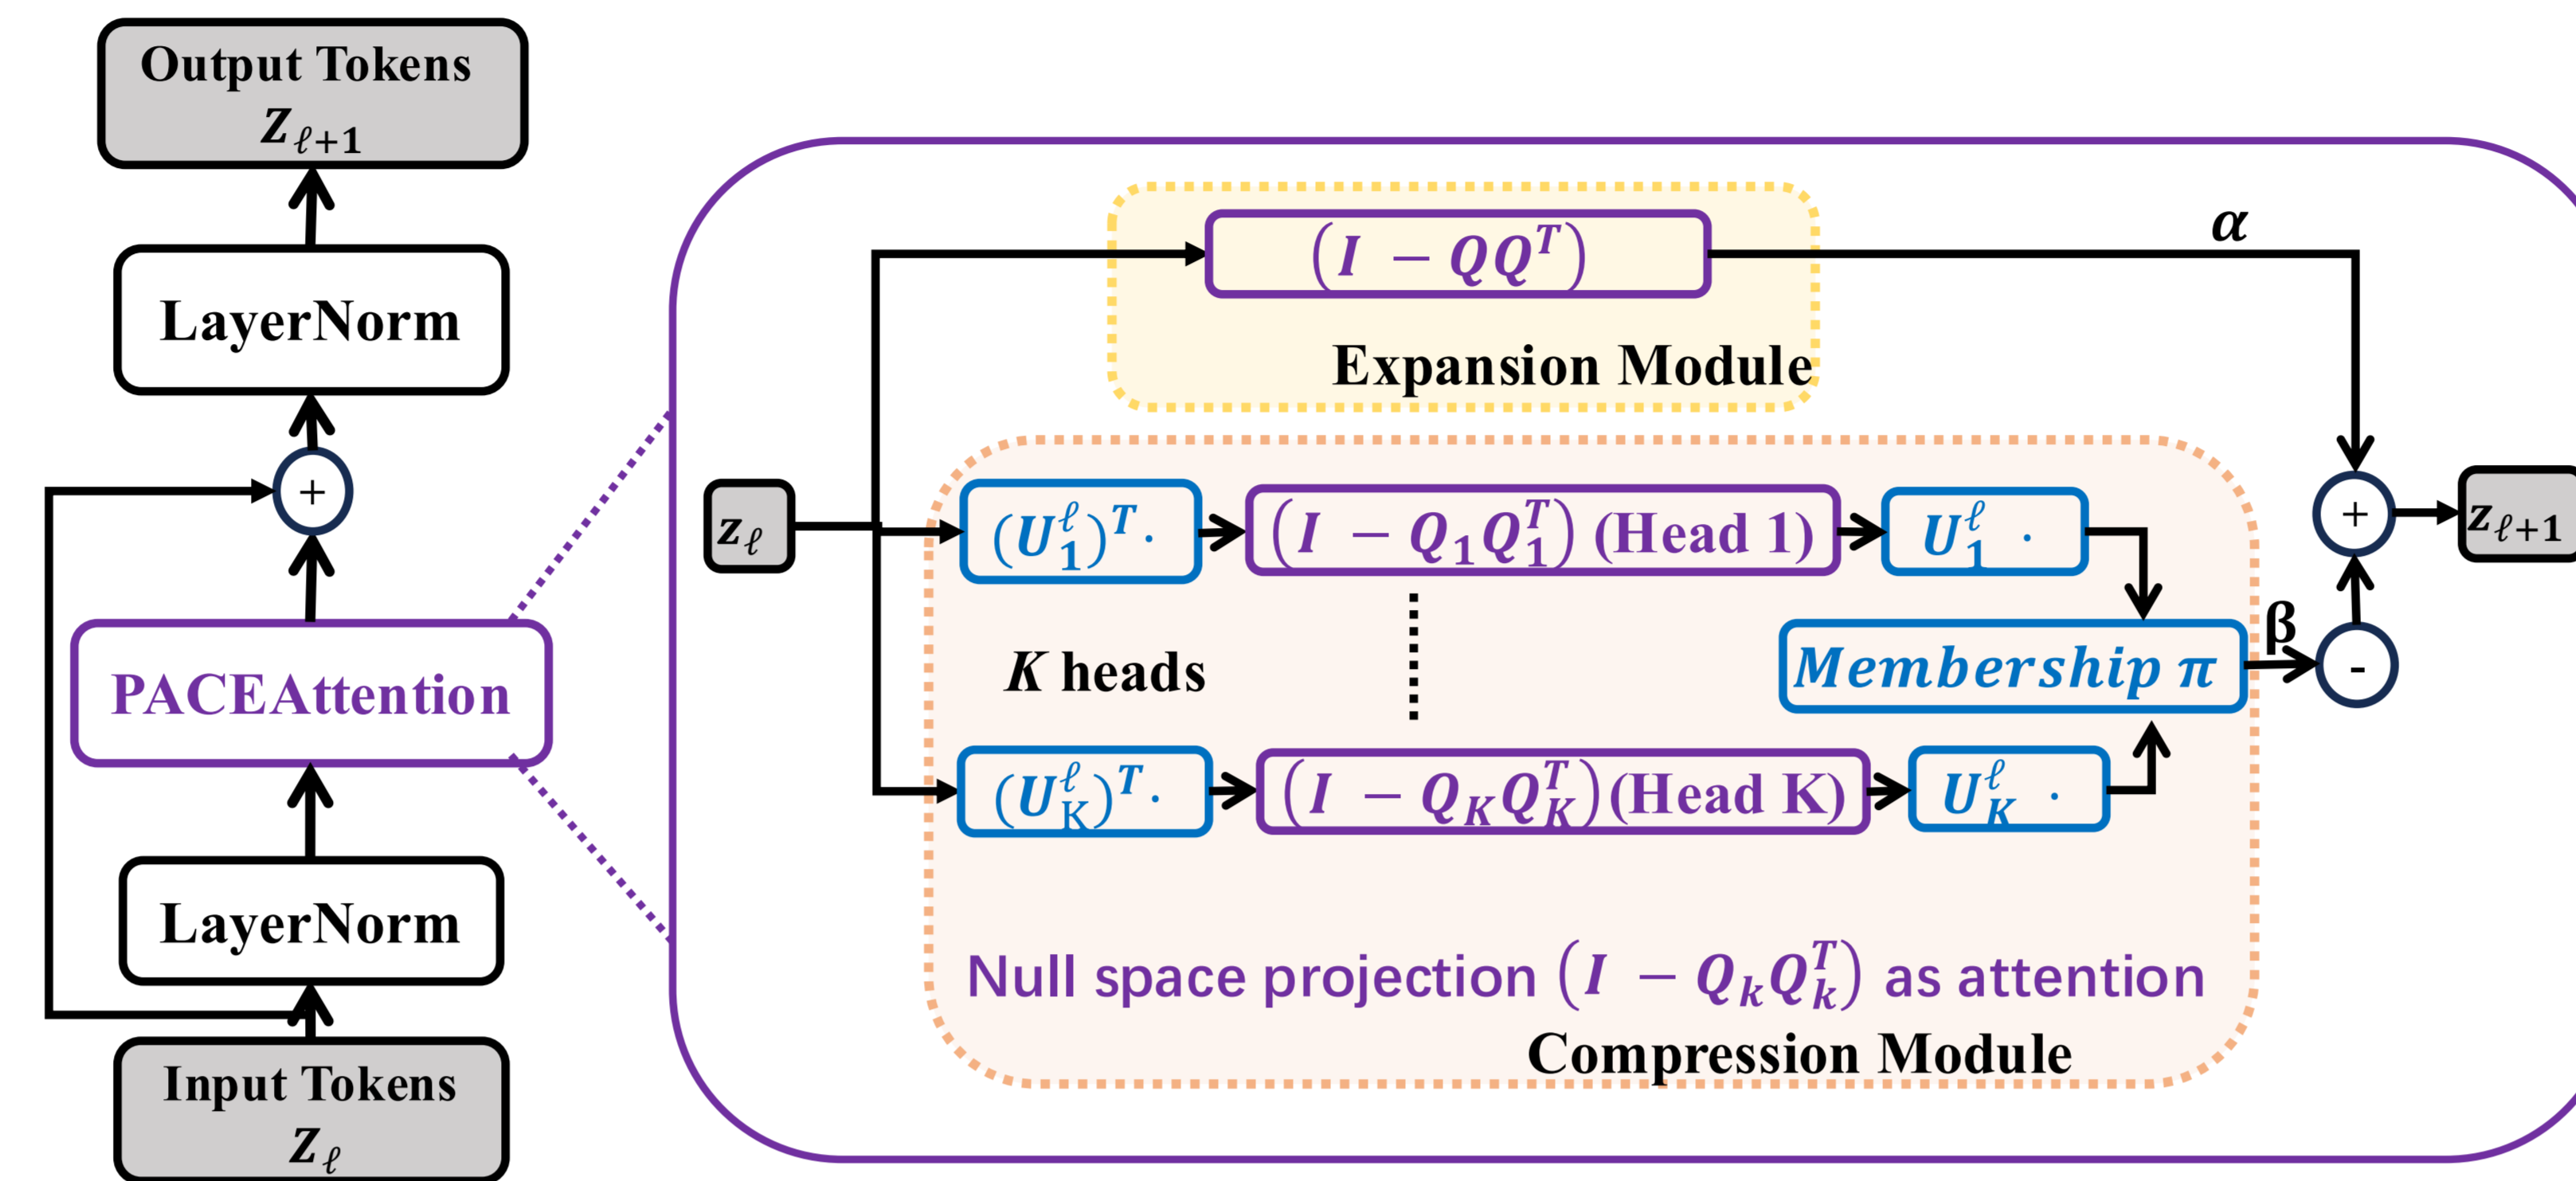 Output Tokens
Z_{ℓ+1}
LayerNorm
+
PACEAttention
LayerNorm
Input Tokens
Z_ℓ
(I − QQ^T)
Expansion Module
α
z_ℓ
(U_1^ℓ)^T ·
(I − Q_1Q_1^T) (Head 1)
U_1^ℓ ·
K heads
Membership π
β
-
+
z_{ℓ+1}
(U_K^ℓ)^T ·
(I − Q_KQ_K^T)(Head K)
U_K^ℓ ·
Null space projection (I − Q_kQ_k^T) as attention
Compression Module